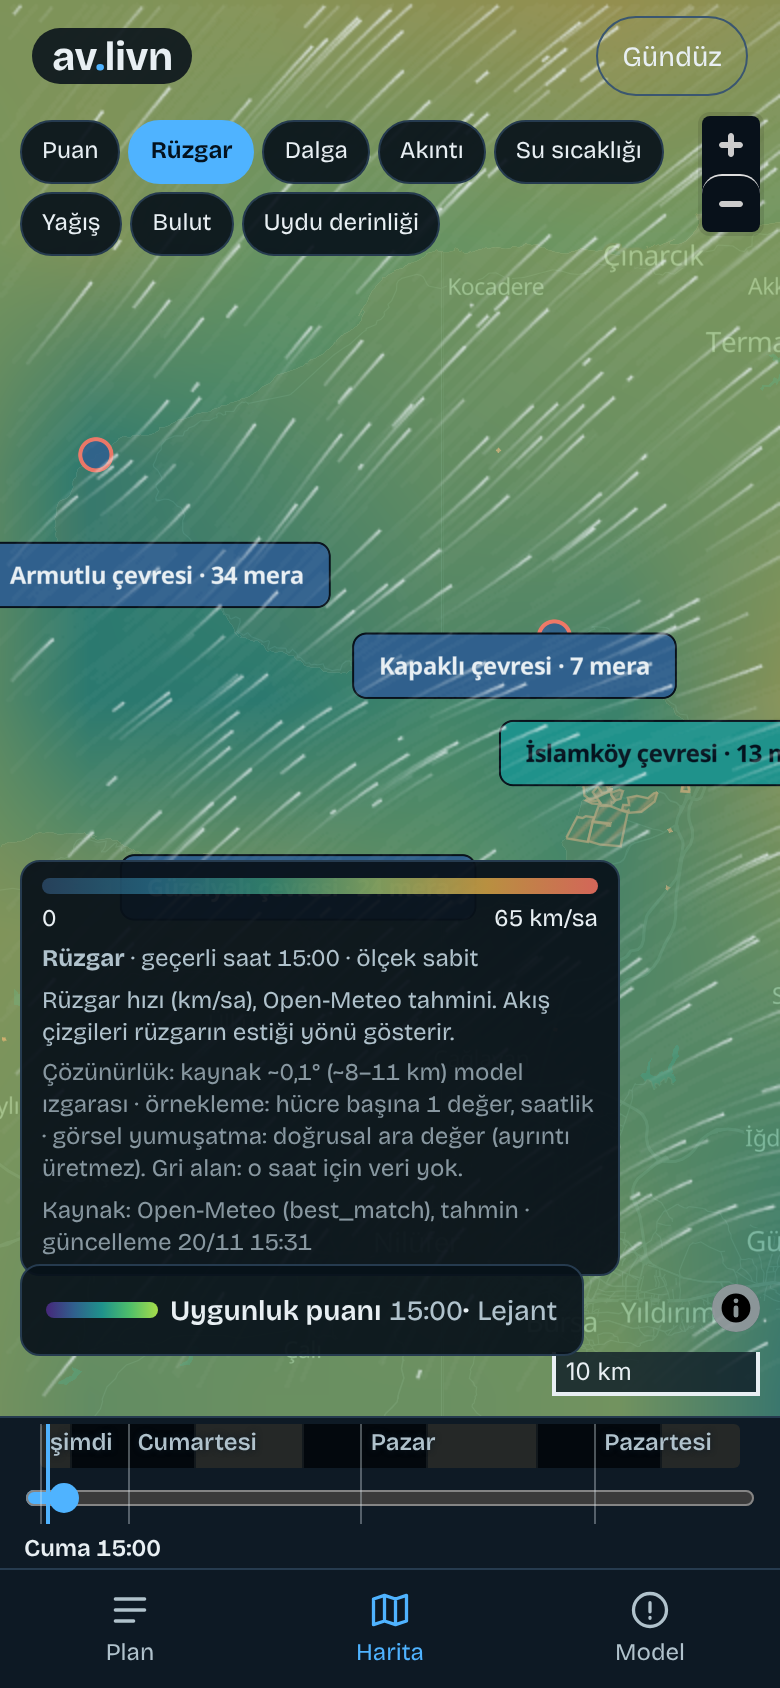 av.livn
Gündüz
Puan
Rüzgar
Dalga
Akıntı
Su sıcaklığı
Yağış
Bulut
Uydu derinliği
+
−
Çınarcık
Kocadere
Armutlu çevresi · 34 mera
Kapaklı çevresi · 7 mera
İslamköy çevresi · 13
0
65 km/sa
Rüzgar · geçerli saat 15:00 · ölçek sabit
Rüzgar hızı (km/sa), Open-Meteo tahmini. Akış
çizgileri rüzgarın estiği yönü gösterir.
Çözünürlük: kaynak ~0,1° (~8–11 km) model
ızgarası · örnekleme: hücre başına 1 değer, saatlik
· görsel yumuşatma: doğrusal ara değer (ayrıntı
üretmez). Gri alan: o saat için veri yok.
Kaynak: Open-Meteo (best_match), tahmin ·
güncelleme 20/11 15:31
Uygunluk puanı 15:00· Lejant
Yıldırım
Çalı
10 km
şimdi
Cumartesi
Pazar
Pazartesi
Cuma 15:00
Plan
Harita
Model